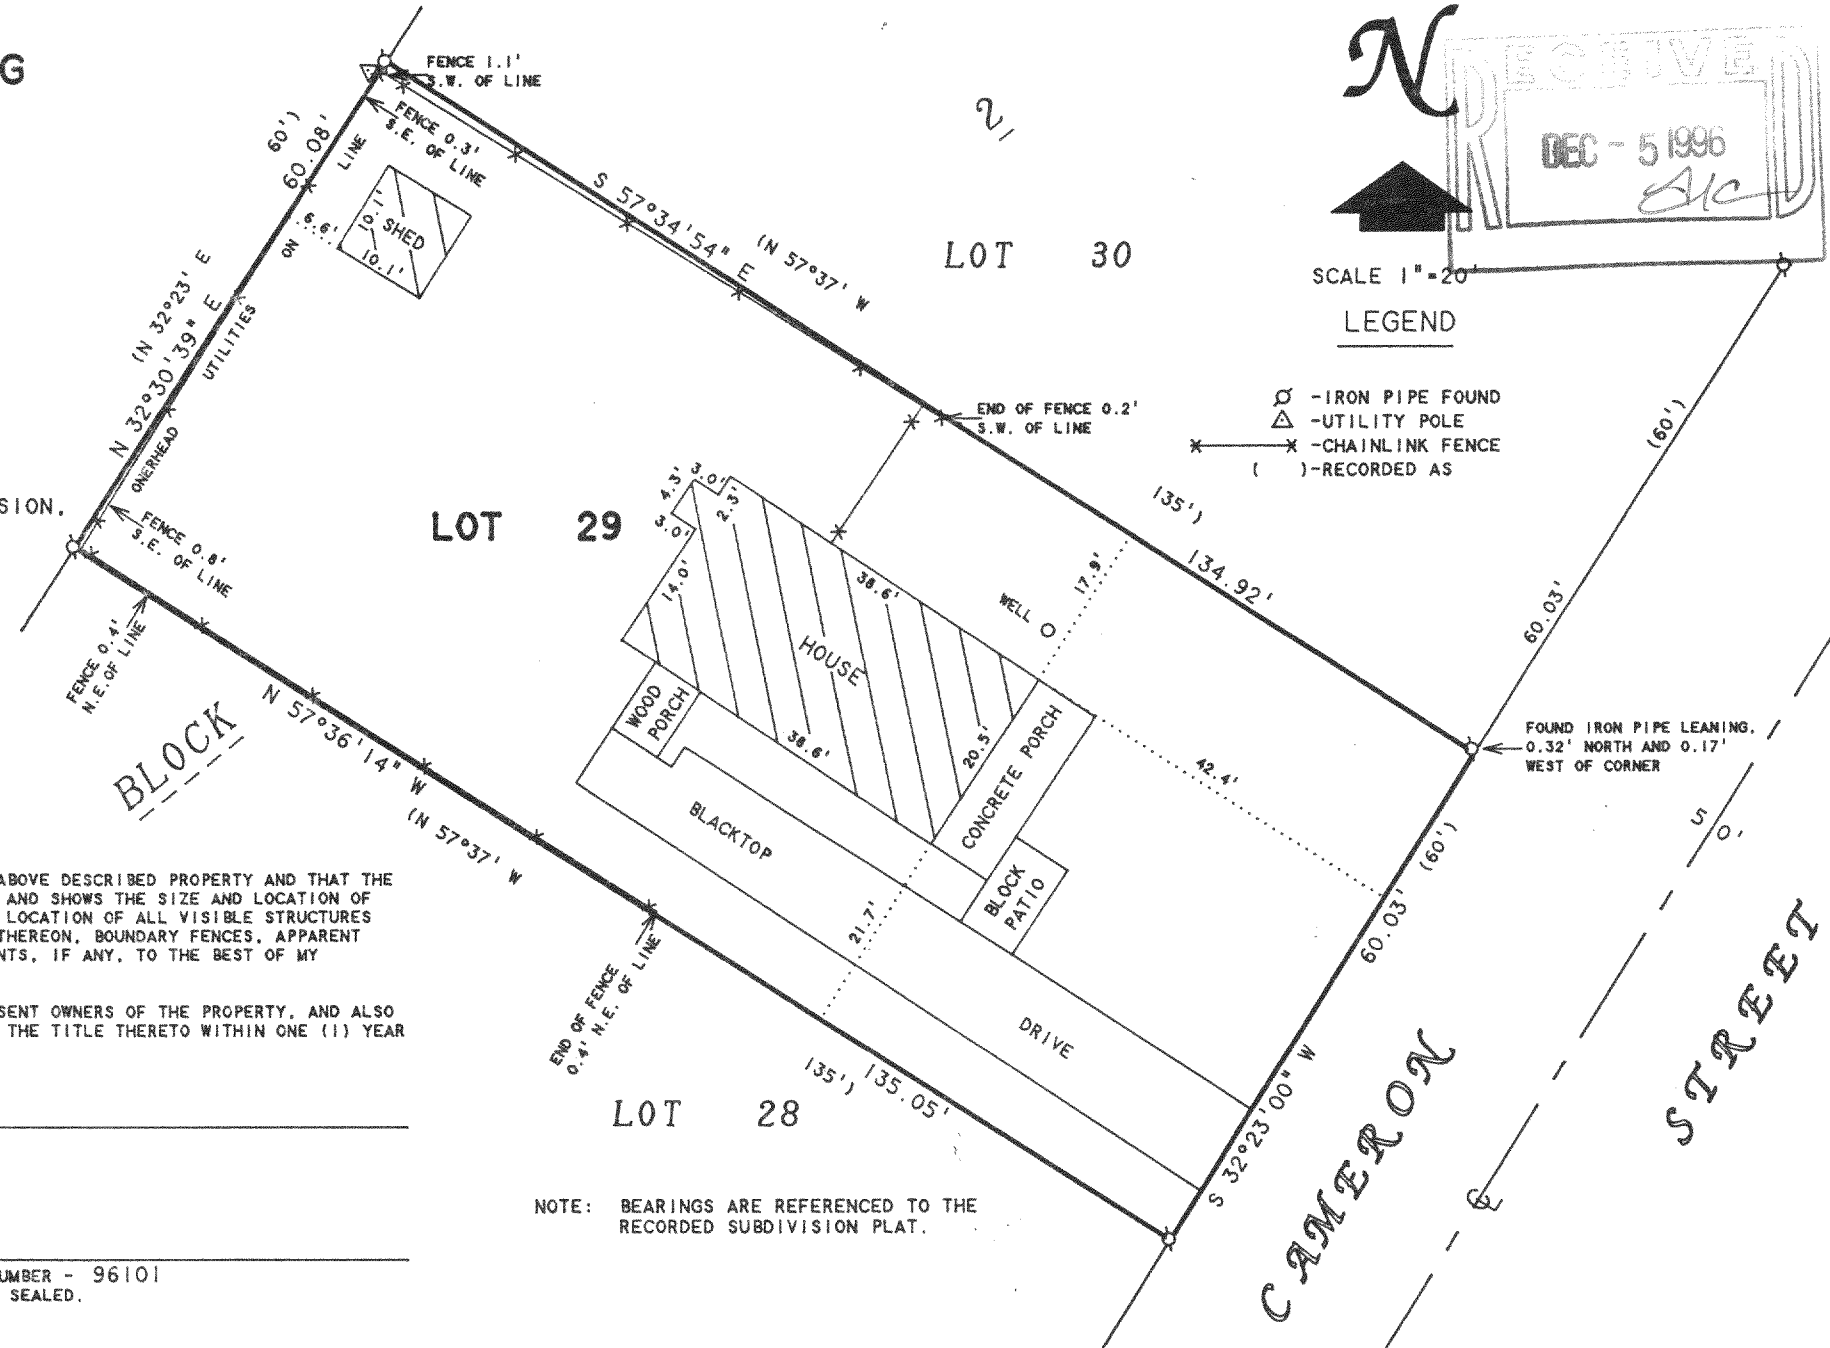 G
FENCE 1.1'
S.W. OF LINE
N
RECEIVED
DEC - 5 1996
FENCE 0.3'
S.E. OF LINE
60')
60.08'
LINE
ON
UTILITIES
OVERHEAD
6.6'
10.1'
SHED
10.1'
S 57°34'54" E
(N 57°37' W
21
LOT 30
SCALE 1"=20'
LEGEND
-IRON PIPE FOUND
-UTILITY POLE
-CHAINLINK FENCE
( )-RECORDED AS
(N 32°23' E
N 32°30'39" E
END OF FENCE 0.2'
S.W. OF LINE
(60')
60.03'
135')
134.92'
SION.
LOT 29
FENCE 0.8'
S.E. OF LINE
FENCE 0.4'
N.E. OF LINE
3.0'
4.3'
2.3'
3.0'
14.0'
38.6'
HOUSE
38.6'
20.5'
WELL
17.9'
WOOD
PORCH
CONCRETE PORCH
BLACKTOP
BLOCK
PATIO
42.4'
21.7'
DRIVE
FOUND IRON PIPE LEANING,
0.32' NORTH AND 0.17'
WEST OF CORNER
BLOCK
N 57°36'14" W
(N 57°37' W
END OF FENCE
0.4' N.E. OF LINE
135')
135.05'
(60')
60.03'
S 32°23'00" W
50'
CAMERON STREET
LOT 28
ABOVE DESCRIBED PROPERTY AND THAT THE
AND SHOWS THE SIZE AND LOCATION OF
LOCATION OF ALL VISIBLE STRUCTURES
THEREON, BOUNDARY FENCES, APPARENT
NTS, IF ANY, TO THE BEST OF MY
SENT OWNERS OF THE PROPERTY, AND ALSO
THE TITLE THERETO WITHIN ONE (1) YEAR
NOTE: BEARINGS ARE REFERENCED TO THE
RECORDED SUBDIVISION PLAT.
UMBER - 96101
SEALED.